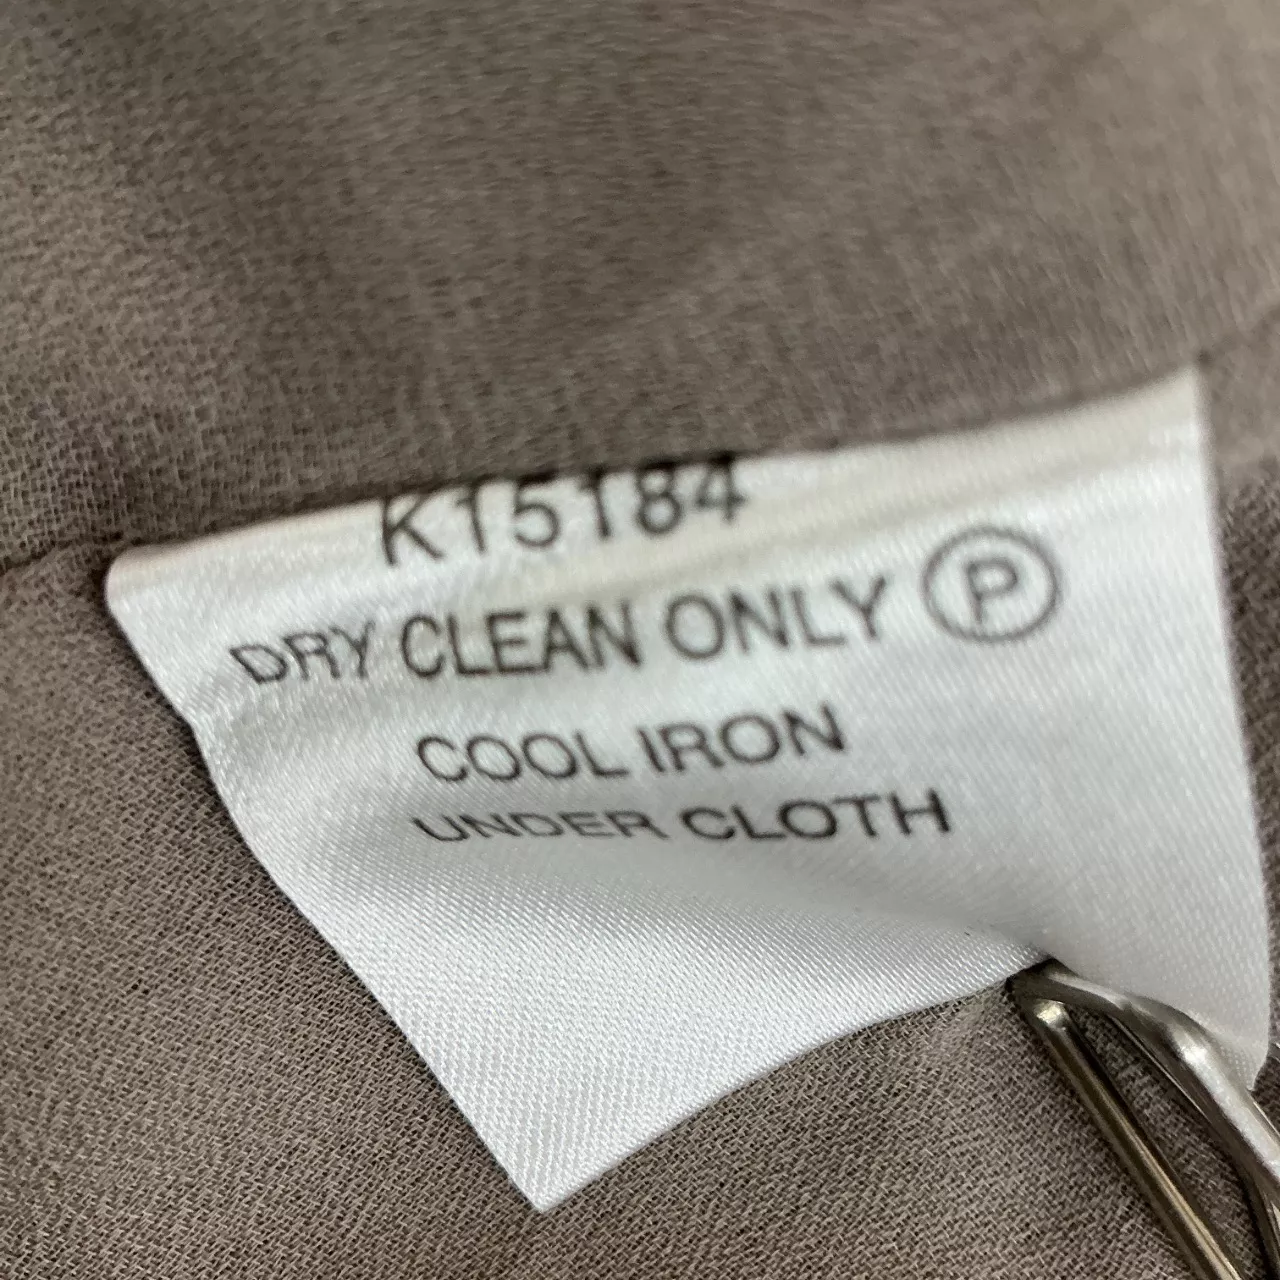 K15184
DRY CLEAN ONLY Ⓟ
COOL IRON
UNDER CLOTH